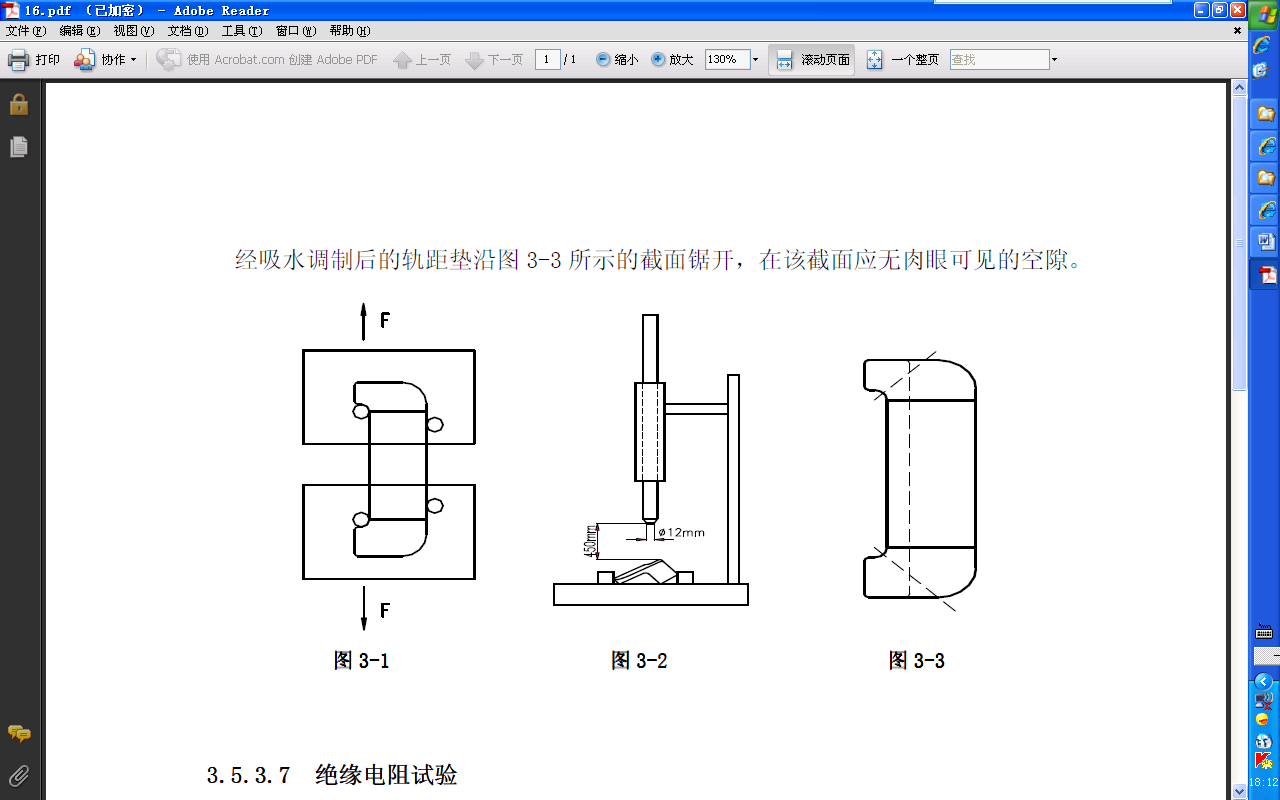 16.pdf （已加密） - Adobe Reader
文件(F) 编辑(E) 视图(V) 文档(D) 工具(T) 窗口(W) 帮助(H)
打印 协作 使用 Acrobat.com 创建 Adobe PDF 上一页 下一页 1 / 1 缩小 放大 130% 滚动页面 一个整页 查找
经吸水调制后的轨距垫沿图 3-3 所示的截面锯开，在该截面应无肉眼可见的空隙。
F
450mm
ø12mm
F
图 3-1 图 3-2 图 3-3
3.5.3.7 绝缘电阻试验
18:12